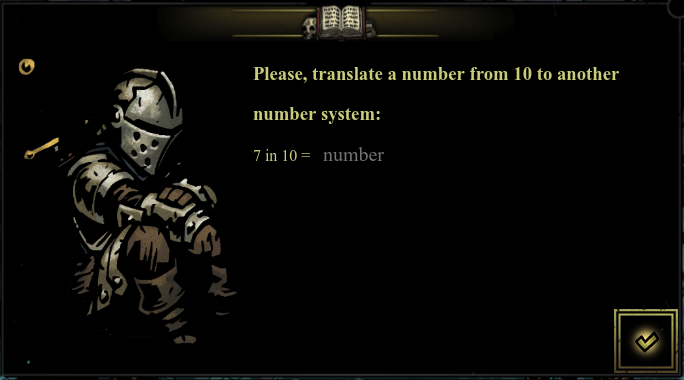 Please, translate a number from 10 to another
number system:
7 in 10 = number